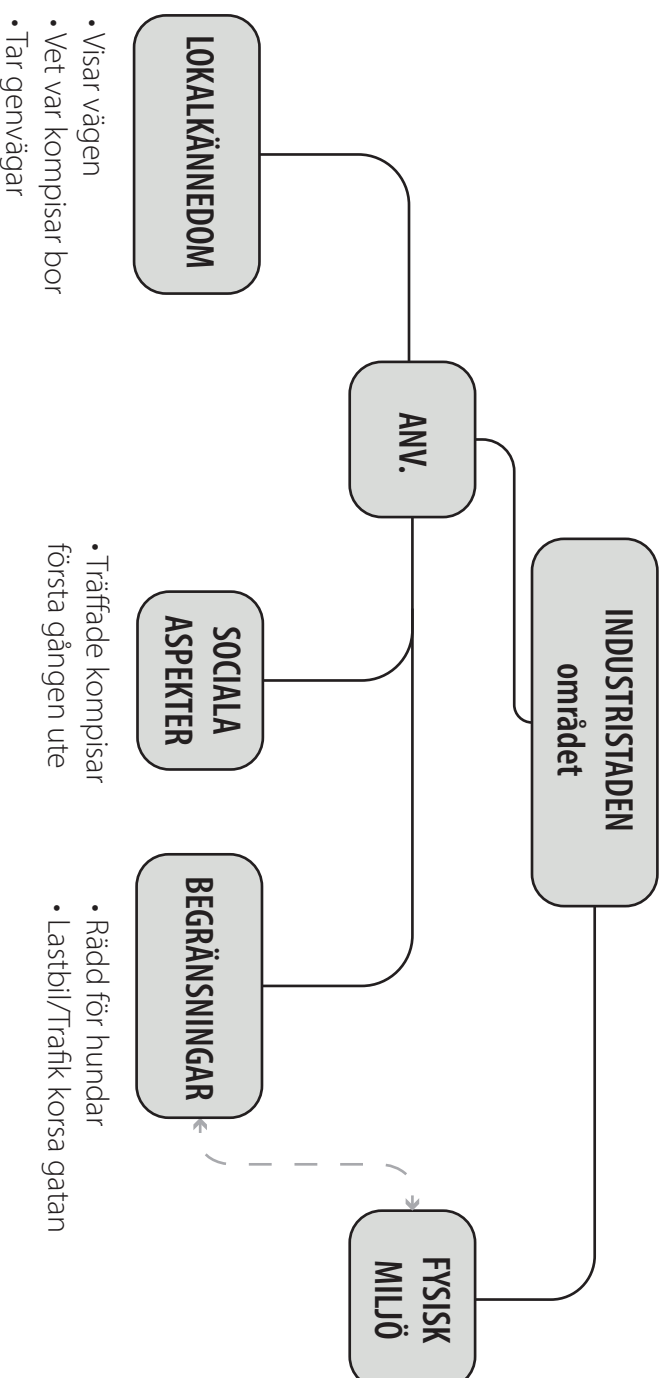 INDUSTRISTADEN
området
ANV.
FYSISK
MILJÖ
LOKALKÄNNEDOM
• Visar vägen
• Vet var kompisar bor
• Tar genvägar
SOCIALA
ASPEKTER
• Träffade kompisar
första gången ute
BEGRÄNSNINGAR
• Rädd för hundar
• Lastbil/Trafik korsa gatan